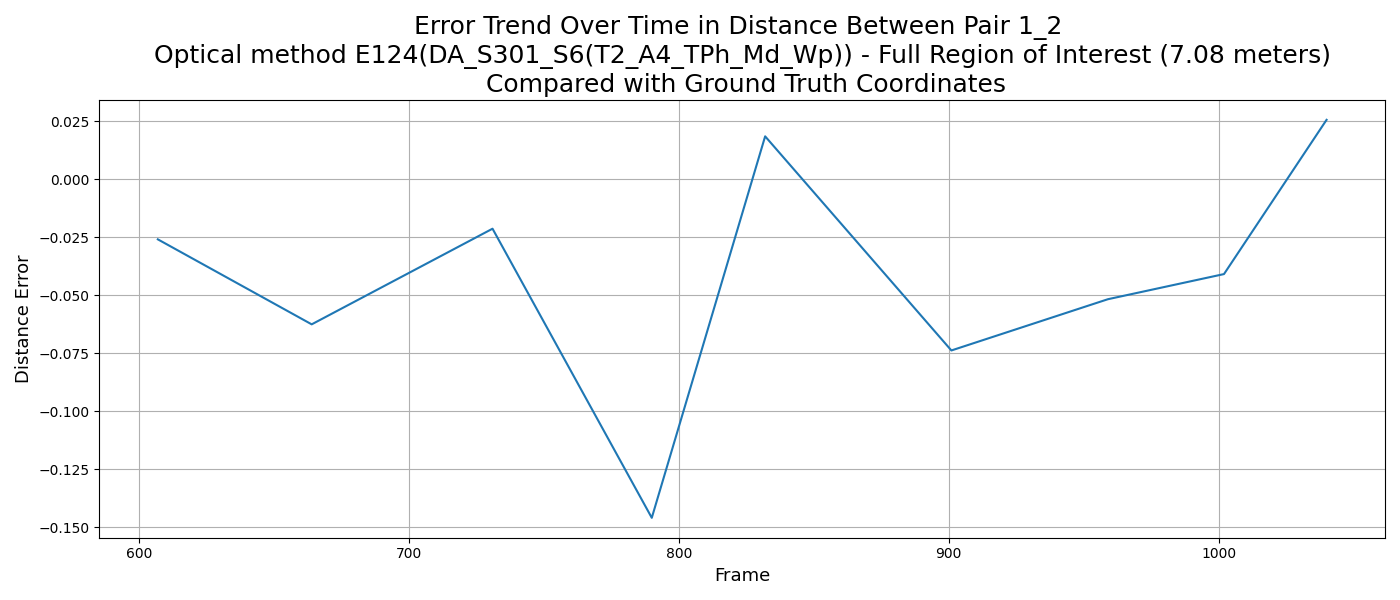 Error Trend Over Time in Distance Between Pair 1_2
Optical method E124(DA_S301_S6(T2_A4_TPh_Md_Wp)) - Full Region of Interest (7.08 meters)
Compared with Ground Truth Coordinates
0.025
0.000
−0.025
−0.050
−0.075
−0.100
−0.125
−0.150
Distance Error
600 700 800 900 1000
Frame